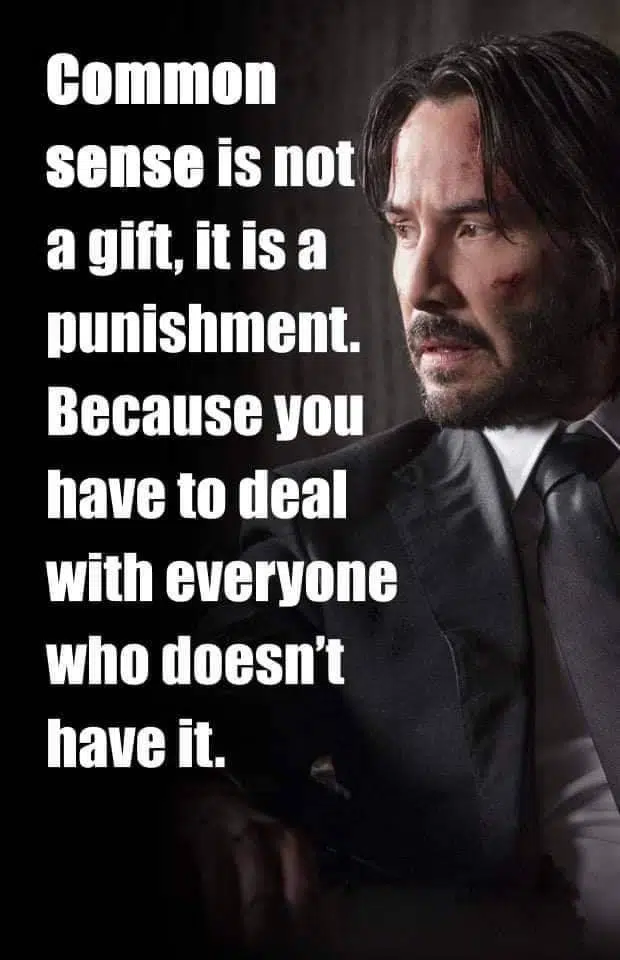 Common
sense is not
a gift, it is a
punishment.
Because you
have to deal
with everyone
who doesn’t
have it.